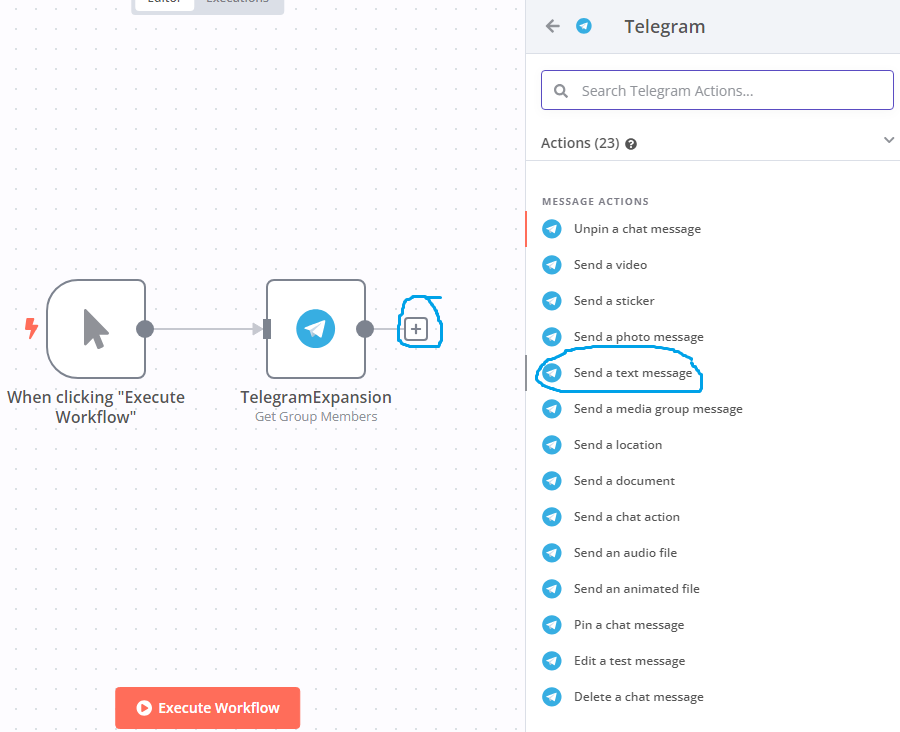 Editor
Executions
Telegram
Search Telegram Actions...
Actions (23)
MESSAGE ACTIONS
Unpin a chat message
Send a video
Send a sticker
Send a photo message
Send a text message
Send a media group message
Send a location
Send a document
Send a chat action
Send an audio file
Send an animated file
Pin a chat message
Edit a test message
Delete a chat message
When clicking "Execute
Workflow"
TelegramExpansion
Get Group Members
Execute Workflow